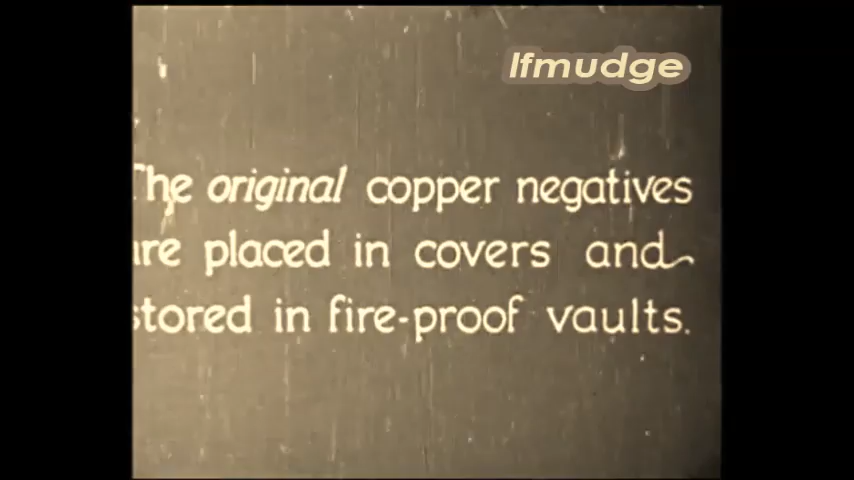 lfmudge
The original copper negatives
are placed in covers and
stored in fire-proof vaults.